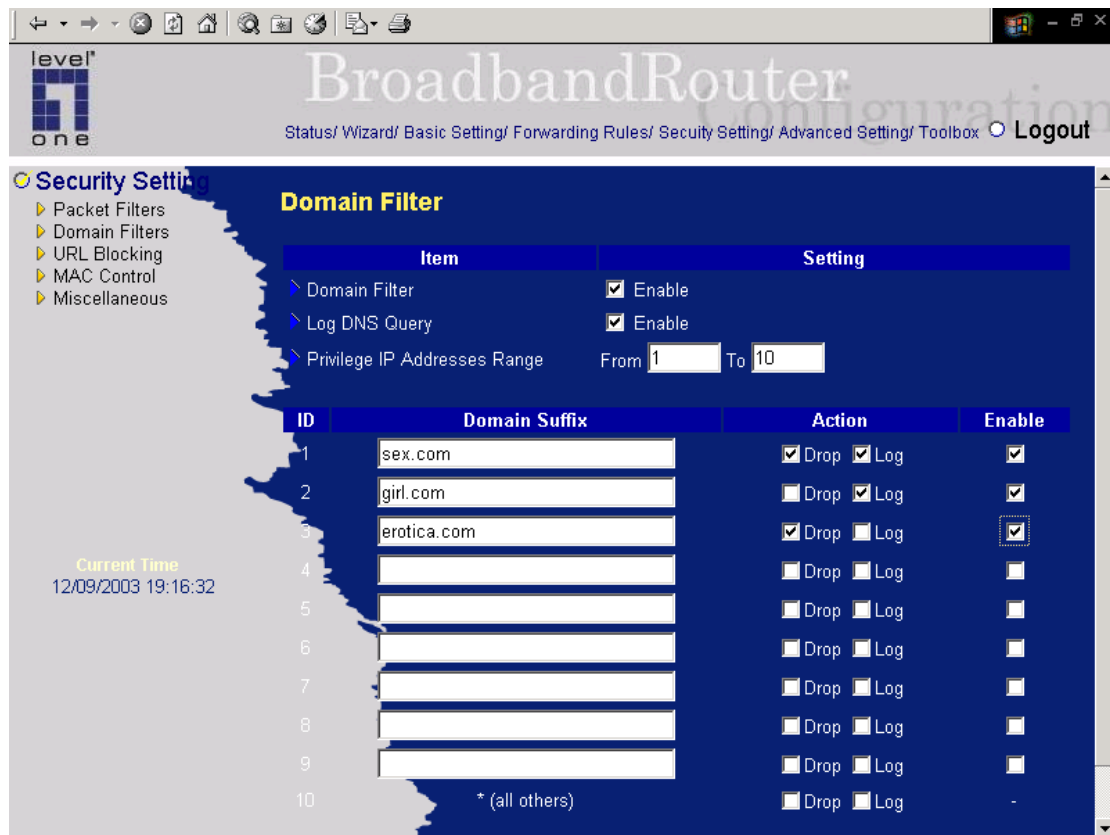 level
one
BroadbandRouter
Configuration
Status/ Wizard/ Basic Setting/ Forwarding Rules/ Secuity Setting/ Advanced Setting/ Toolbox Logout
Security Setting
Packet Filters
Domain Filters
URL Blocking
MAC Control
Miscellaneous
Current Time
12/09/2003 19:16:32
Domain Filter
Item Setting
Domain Filter Enable
Log DNS Query Enable
Privilege IP Addresses Range From 1 To 10
ID Domain Suffix Action Enable
1 sex.com Drop Log
2 girl.com Drop Log
3 erotica.com Drop Log
4 Drop Log
5 Drop Log
6 Drop Log
7 Drop Log
8 Drop Log
9 Drop Log
10 * (all others) Drop Log -